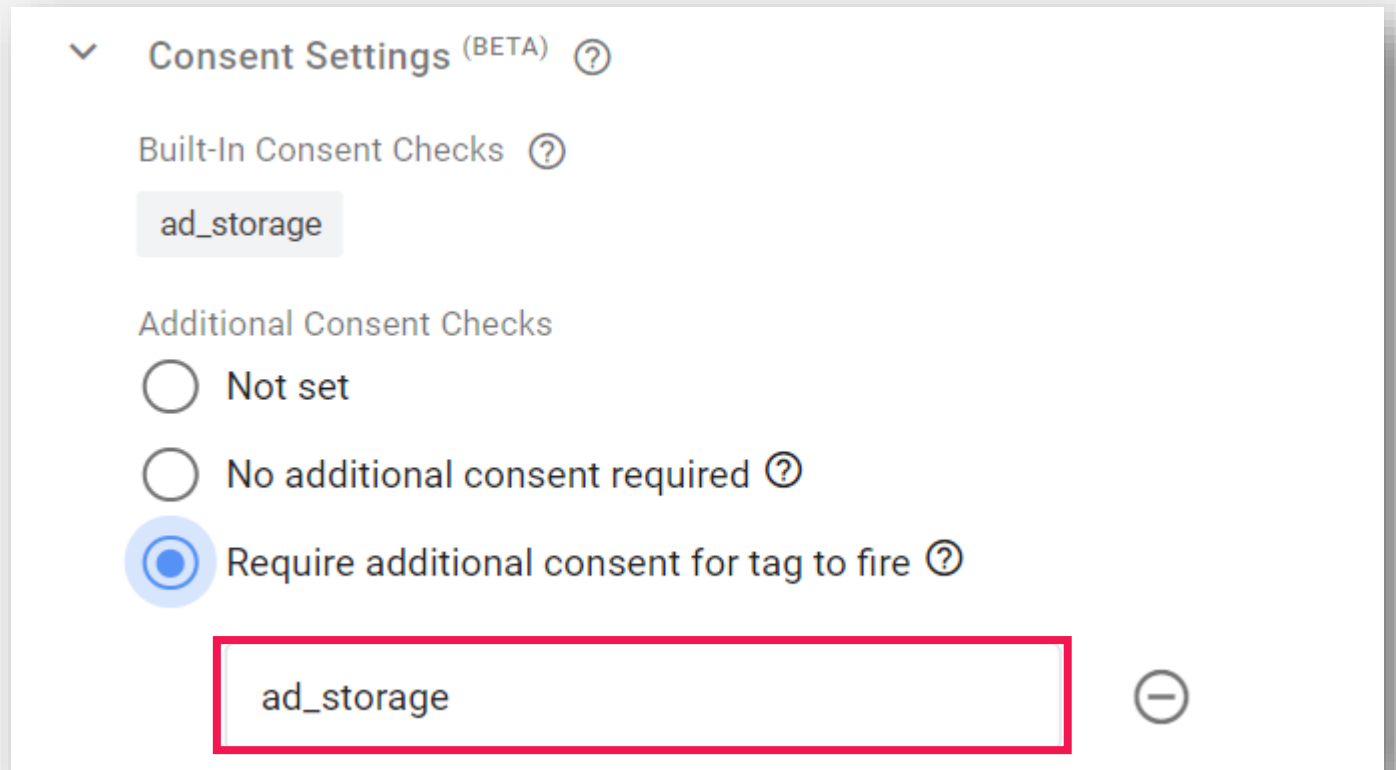 Consent Settings (BETA)
Built-In Consent Checks
ad_storage
Additional Consent Checks
Not set
No additional consent required
Require additional consent for tag to fire
ad_storage